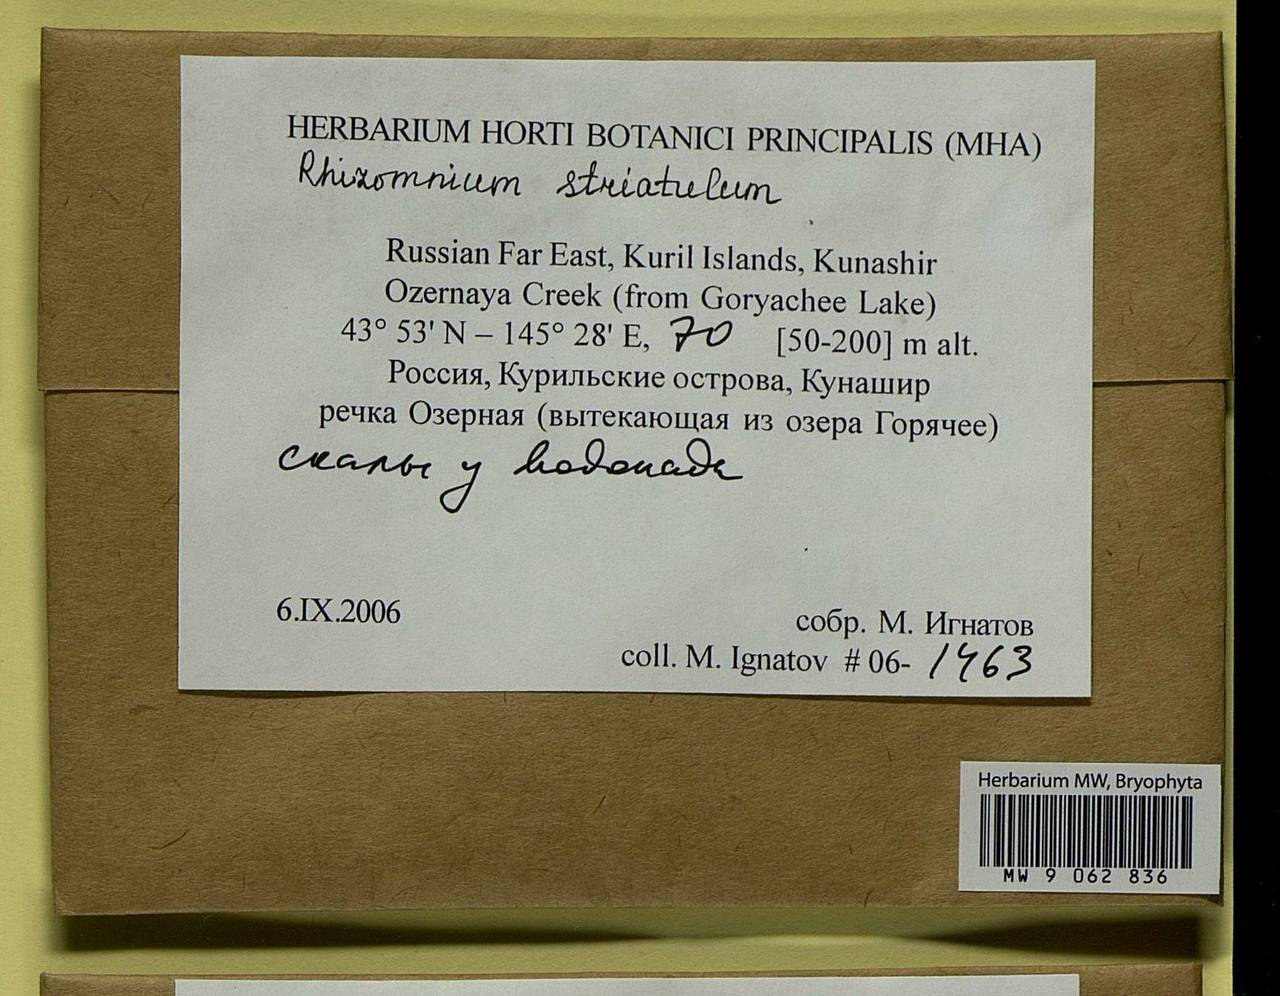 HERBARIUM HORTI BOTANICI PRINCIPALIS (MHA)
Rhizomnium striatulum
Russian Far East, Kuril Islands, Kunashir
Ozernaya Creek (from Goryachee Lake)
43° 53' N – 145° 28' E, 70 [50-200] m alt.
Россия, Курильские острова, Кунашир
речка Озерная (вытекающая из озера Горячее)
скалы у водопада
6.IX.2006
собр. М. Игнатов
coll. M. Ignatov # 06- 1463
Herbarium MW, Bryophyta
MW 9 062 836